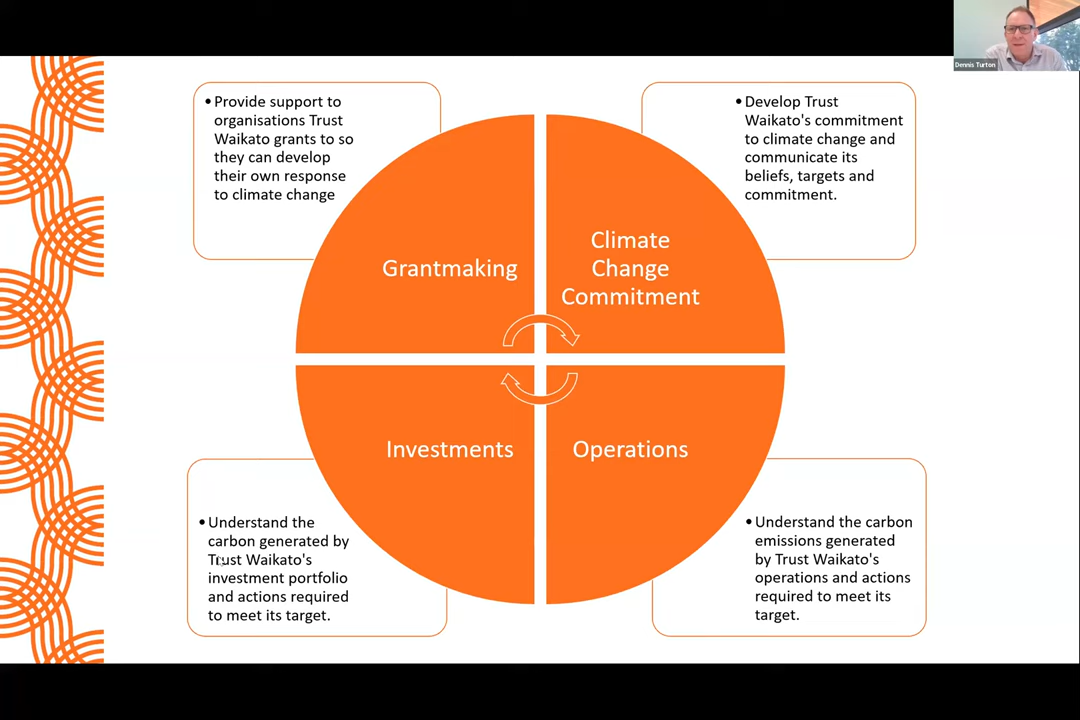 Dennis Turton
• Provide support to
organisations Trust
Waikato grants to so
they can develop
their own response
to climate change
• Develop Trust
Waikato's commitment
to climate change and
communicate its
beliefs, targets and
commitment.
Grantmaking
Climate
Change
Commitment
Investments
Operations
• Understand the
carbon generated by
Trust Waikato's
investment portfolio
and actions required
to meet its target.
• Understand the carbon
emissions generated
by Trust Waikato's
operations and actions
required to meet its
target.